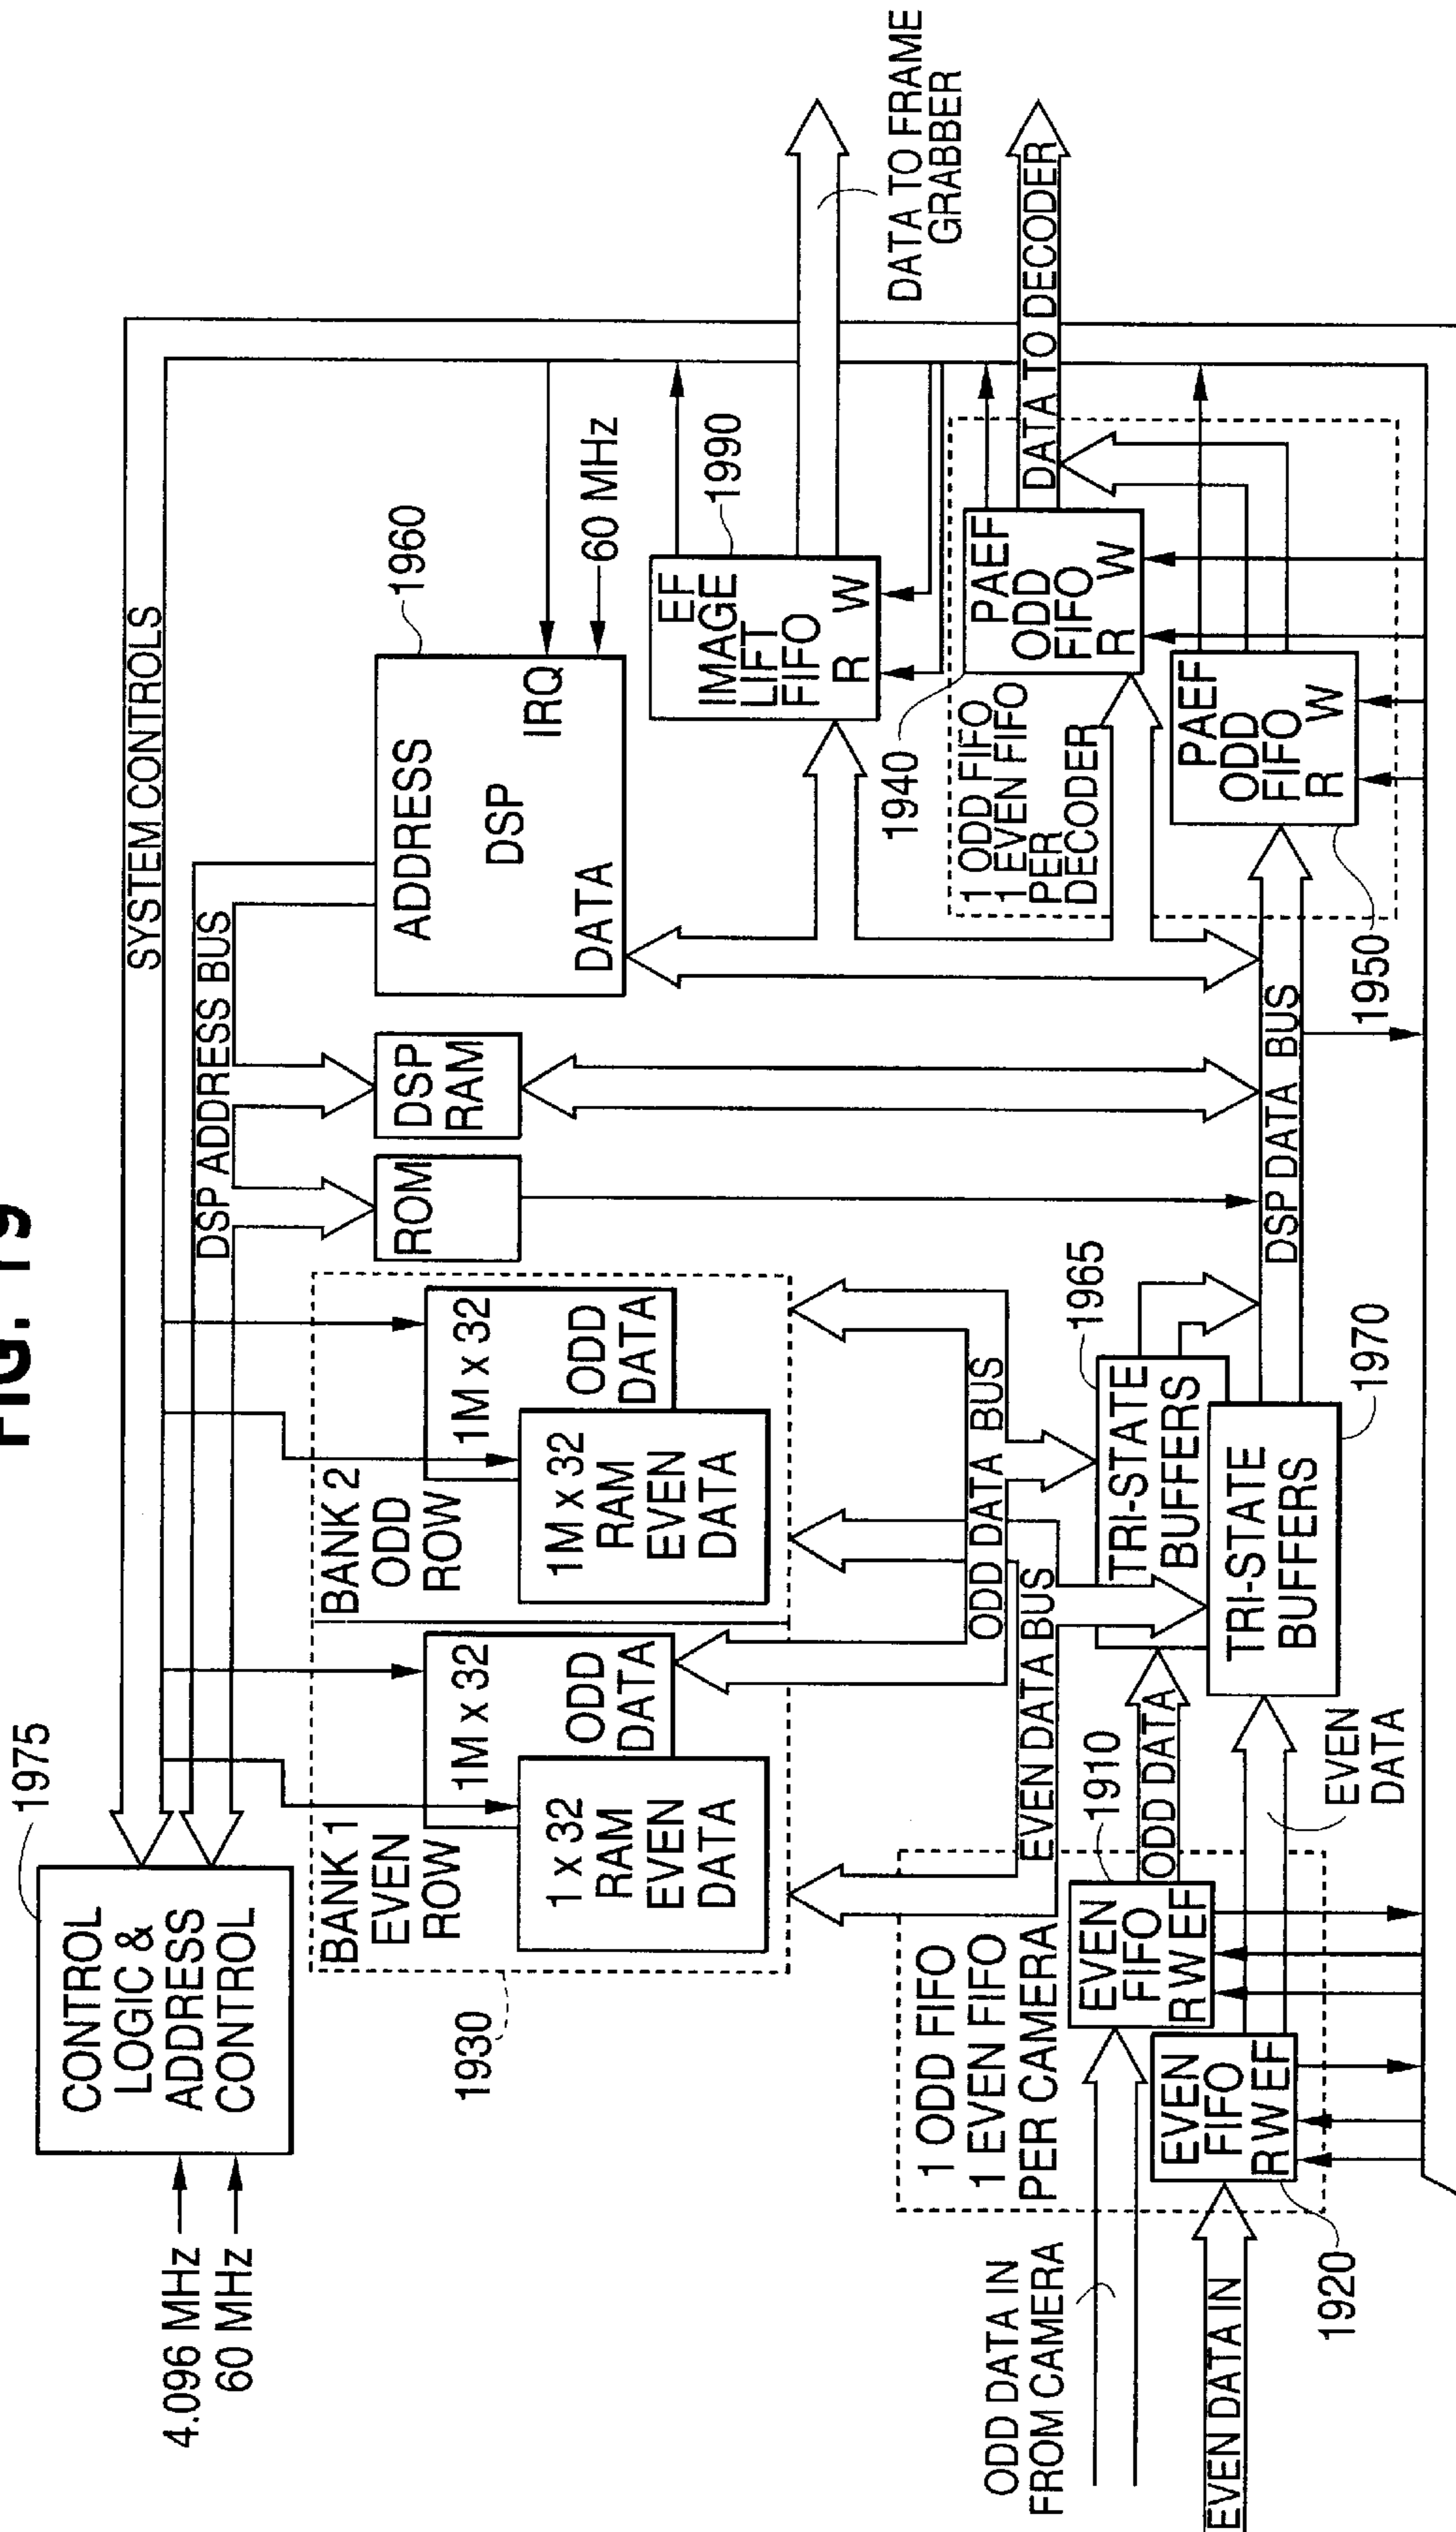 FIG. 19
1975
CONTROL
LOGIC &
ADDRESS
CONTROL
4.096 MHz
60 MHz
SYSTEM CONTROLS
DSP ADDRESS BUS
BANK 1
EVEN
ROW
1M x 32
ODD
DATA
1 x 32
RAM
EVEN
DATA
1930
BANK 2
ODD
ROW
1M x 32
ODD
DATA
1M x 32
RAM
EVEN
DATA
ROM
DSP
RAM
ADDRESS
DSP
DATA
IRQ
1960
60 MHz
EF
IMAGE
LIFT
FIFO
R W
1990
DATA TO FRAME
GRABBER
1940
1 ODD FIFO
1 EVEN FIFO
PER
DECODER
PAEF
ODD
FIFO
R W
DATA TO DECODER
PAEF
ODD
FIFO
R W
1950
ODD DATA BUS
EVEN DATA BUS
1965
TRI-STATE
BUFFERS
TRI-STATE
BUFFERS
1970
DSP DATA BUS
1 ODD FIFO
1 EVEN FIFO
PER CAMERA
1910
EVEN
FIFO
RWEF
ODD DATA
EVEN
FIFO
RWEF
EVEN
DATA
1920
ODD DATA IN
FROM CAMERA
EVEN DATA IN